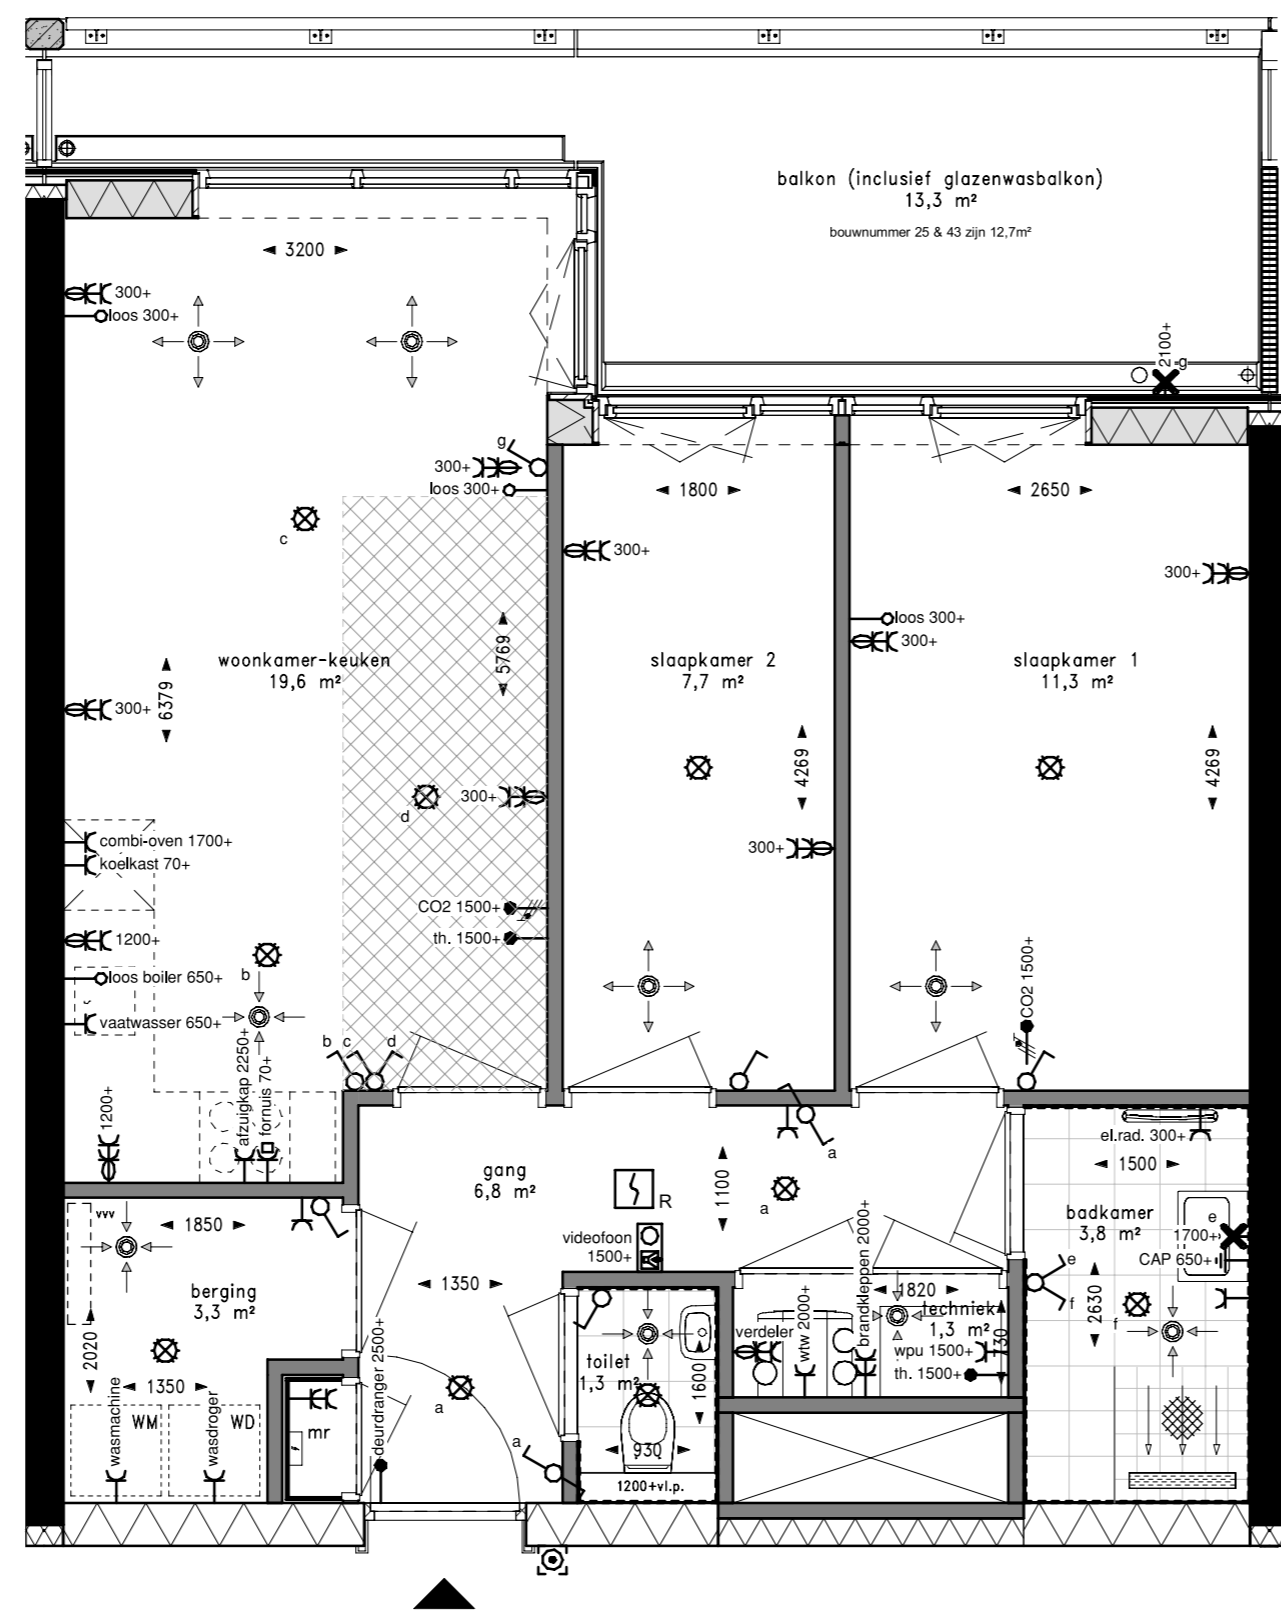 balkon (inclusief glazenwasbalkon)
13,3 m²
bouwnummer 25 & 43 zijn 12,7m²
3200
300+
loos 300+
2100+
g
g
300+
loos 300+
c
1800
2650
300+
300+
loos 300+
300+
5769
woonkamer-keuken
19,6 m²
6379
300+
slaapkamer 2
7,7 m²
slaapkamer 1
11,3 m²
4269
4269
300+
d
300+
combi-oven 1700+
koelkast 70+
CO2 1500+
th. 1500+
1200+
b
loos boiler 650+
vaatwasser 650+
CO2 1500+
b c d
1200+
afzuigkap 2250+
fornuis 70+
a
el.rad. 300+
1500
gang
6,8 m²
R
1100
a
badkamer
3,8 m²
e
1700+
CAP 650+
vvv
1850
videofoon
1500+
brandkleppen 2000+
e
f
2630
f
berging
3,3 m²
1350
1820
techniek
1,3 m²
730
2020
verdeler
wtw 2000+
wpu 1500+
th. 1500+
toilet
1,3 m²
1600
1350
deurdranger 2500+
a
wasmachine
WM
wasdroger
WD
mr
a
930
1200+vl.p.